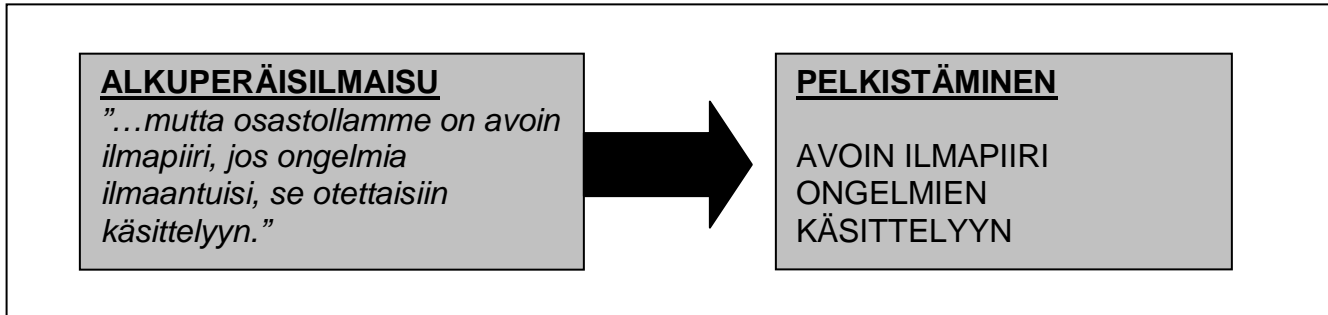 ALKUPERÄISILMAISU
”…mutta osastollamme on avoin
ilmapiiri, jos ongelmia
ilmaantuisi, se otettaisiin
käsittelyyn.”
PELKISTÄMINEN
AVOIN ILMAPIIRI
ONGELMIEN
KÄSITTELYYN